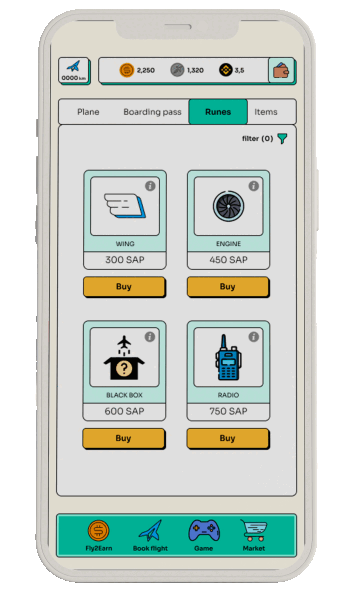 0000 km
2,250
1,320
3,5
Plane
Boarding pass
Runes
Items
filter (0)
WING
300 SAP
Buy
ENGINE
450 SAP
Buy
?
BLACK BOX
600 SAP
Buy
RADIO
750 SAP
Buy
Fly2Earn
Book flight
Game
Market